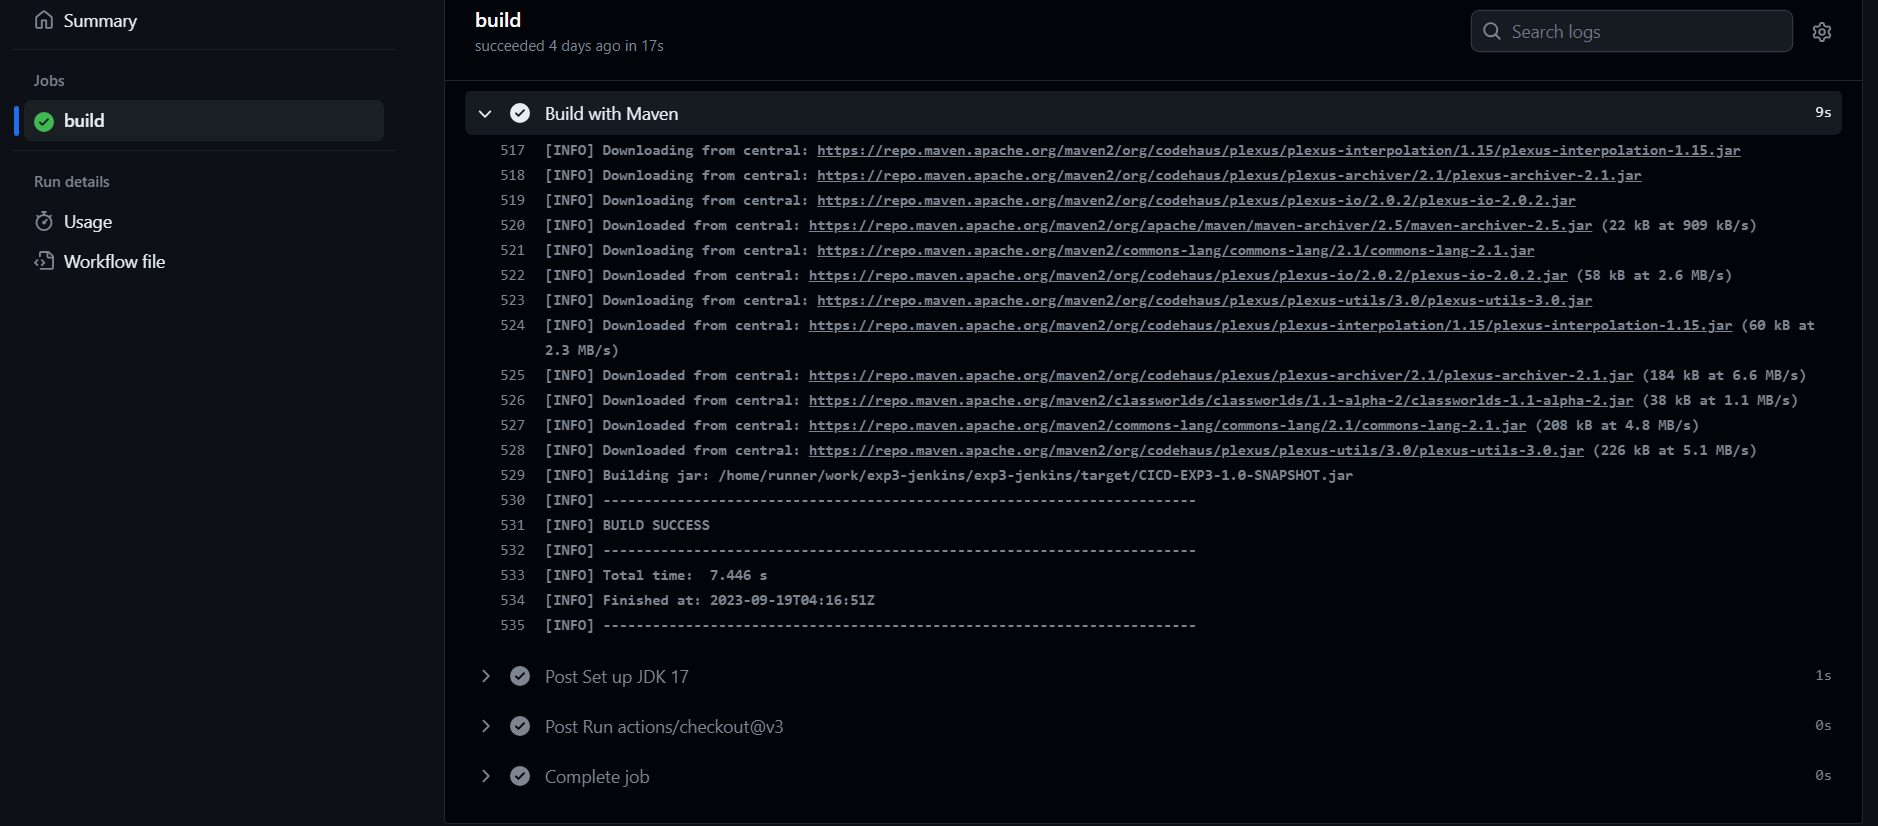 Summary
Jobs
build
Run details
Usage
Workflow file
build
succeeded 4 days ago in 17s
Search logs
Build with Maven 9s
517 [INFO] Downloading from central: https://repo.maven.apache.org/maven2/org/codehaus/plexus/plexus-interpolation/1.15/plexus-interpolation-1.15.jar
518 [INFO] Downloading from central: https://repo.maven.apache.org/maven2/org/codehaus/plexus/plexus-archiver/2.1/plexus-archiver-2.1.jar
519 [INFO] Downloading from central: https://repo.maven.apache.org/maven2/org/codehaus/plexus/plexus-io/2.0.2/plexus-io-2.0.2.jar
520 [INFO] Downloaded from central: https://repo.maven.apache.org/maven2/org/apache/maven/maven-archiver/2.5/maven-archiver-2.5.jar (22 kB at 909 kB/s)
521 [INFO] Downloading from central: https://repo.maven.apache.org/maven2/commons-lang/commons-lang/2.1/commons-lang-2.1.jar
522 [INFO] Downloaded from central: https://repo.maven.apache.org/maven2/org/codehaus/plexus/plexus-io/2.0.2/plexus-io-2.0.2.jar (58 kB at 2.6 MB/s)
523 [INFO] Downloading from central: https://repo.maven.apache.org/maven2/org/codehaus/plexus/plexus-utils/3.0/plexus-utils-3.0.jar
524 [INFO] Downloaded from central: https://repo.maven.apache.org/maven2/org/codehaus/plexus/plexus-interpolation/1.15/plexus-interpolation-1.15.jar (60 kB at
2.3 MB/s)
525 [INFO] Downloaded from central: https://repo.maven.apache.org/maven2/org/codehaus/plexus/plexus-archiver/2.1/plexus-archiver-2.1.jar (184 kB at 6.6 MB/s)
526 [INFO] Downloaded from central: https://repo.maven.apache.org/maven2/classworlds/classworlds/1.1-alpha-2/classworlds-1.1-alpha-2.jar (38 kB at 1.1 MB/s)
527 [INFO] Downloaded from central: https://repo.maven.apache.org/maven2/commons-lang/commons-lang/2.1/commons-lang-2.1.jar (208 kB at 4.8 MB/s)
528 [INFO] Downloaded from central: https://repo.maven.apache.org/maven2/org/codehaus/plexus/plexus-utils/3.0/plexus-utils-3.0.jar (226 kB at 5.1 MB/s)
529 [INFO] Building jar: /home/runner/work/exp3-jenkins/exp3-jenkins/target/CICD-EXP3-1.0-SNAPSHOT.jar
530 [INFO] ------------------------------------------------------------------------
531 [INFO] BUILD SUCCESS
532 [INFO] ------------------------------------------------------------------------
533 [INFO] Total time:  7.446 s
534 [INFO] Finished at: 2023-09-19T04:16:51Z
535 [INFO] ------------------------------------------------------------------------
Post Set up JDK 17 1s
Post Run actions/checkout@v3 0s
Complete job 0s